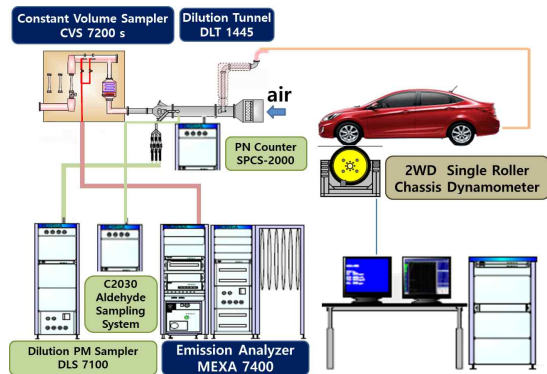 Constant Volume Sampler
CVS 7200 s
Dilution Tunnel
DLT 1445
air
PN Counter
SPCS-2000
2WD Single Roller
Chassis Dynamometer
C2030
Aldehyde
Sampling
System
Dilution PM Sampler
DLS 7100
Emission Analyzer
MEXA 7400